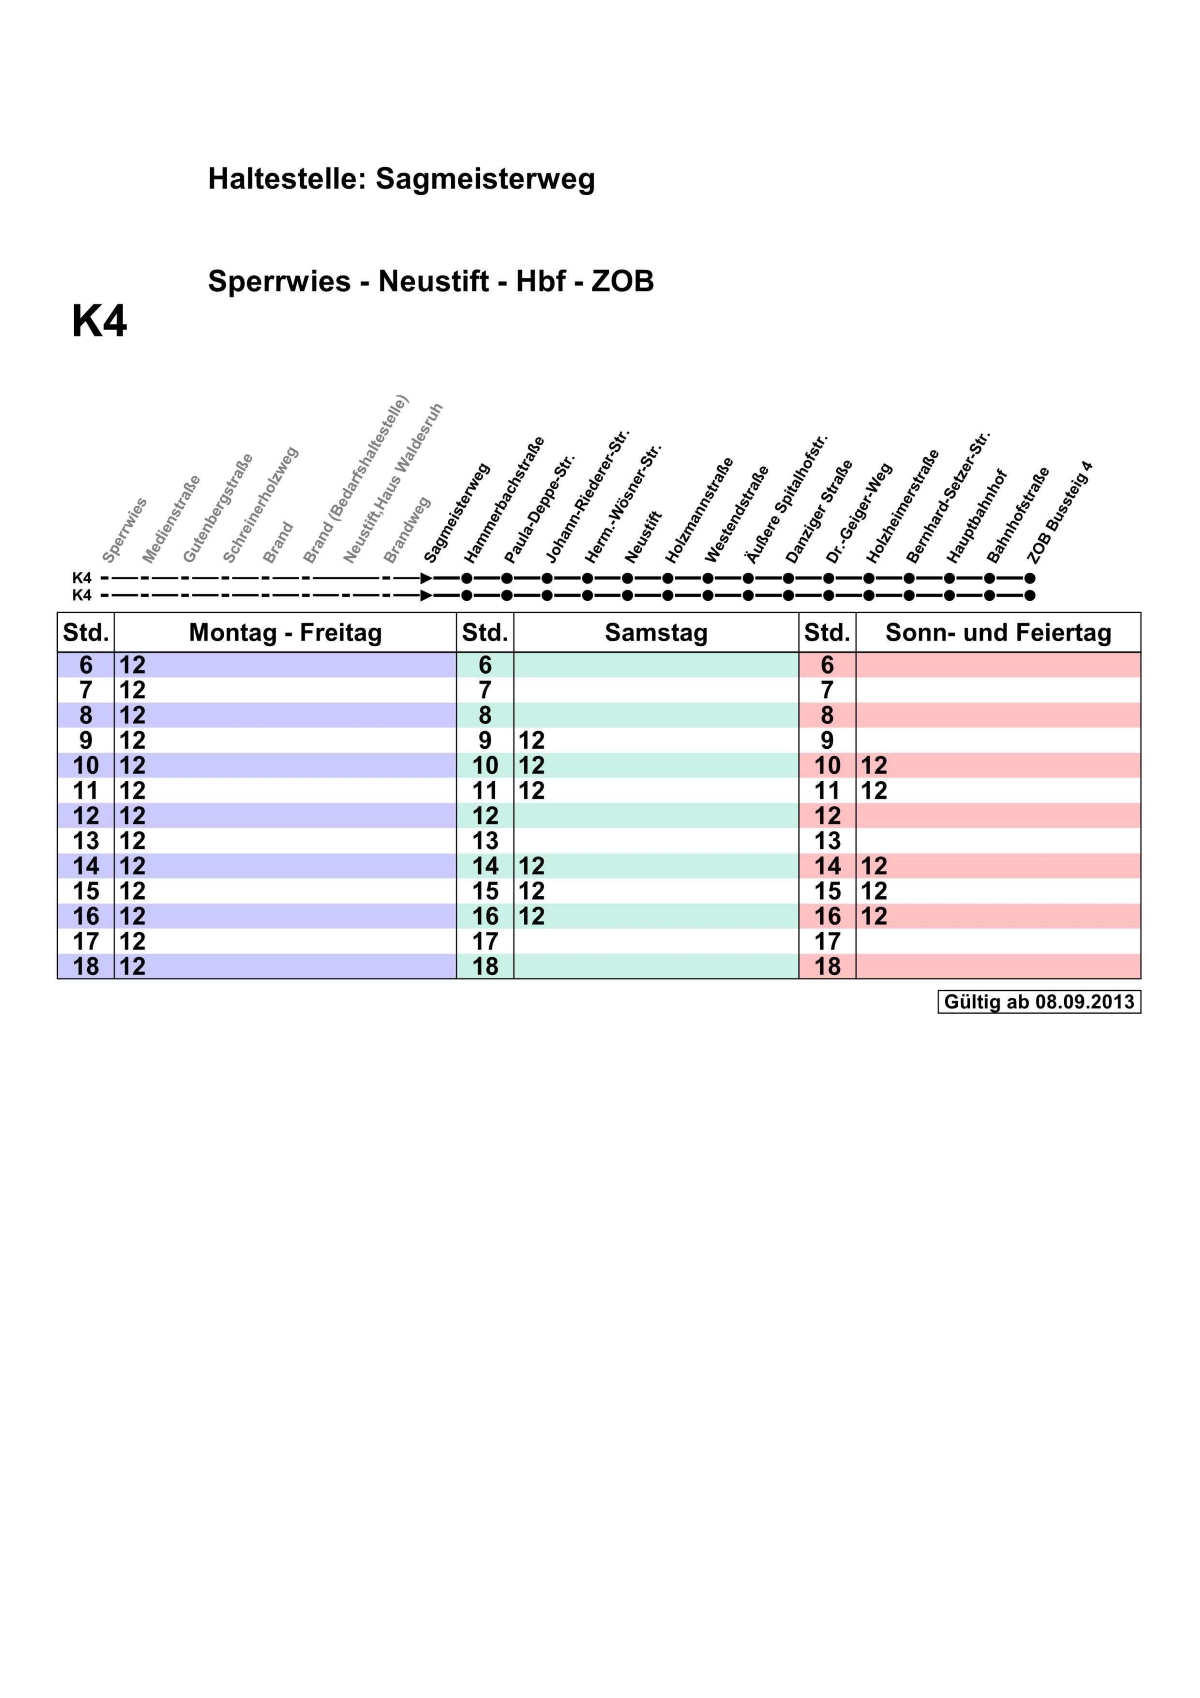 Haltestelle: Sagmeisterweg
Sperrwies - Neustift - Hbf - ZOB
K4
Sperrwies
Medienstraße
Gutenbergstraße
Schreinerholzweg
Brand
Brand (Bedarfshaltestelle)
Neustift,Haus Waldesruh
Brandweg
Sagmeisterweg
Hammerbachstraße
Paula-Deppe-Str.
Johann-Riederer-Str.
Herm.-Wösner-Str.
Neustift
Holzmannstraße
Westendstraße
Äußere Spitalhofstr.
Danziger Straße
Dr.-Geiger-Weg
Holzheimerstraße
Bernhard-Setzer-Str.
Hauptbahnhof
Bahnhofstraße
ZOB Bussteig 4
K4
K4
Std. Montag - Freitag Std. Samstag Std. Sonn- und Feiertag
6 12 6 6
7 12 7 7
8 12 8 8
9 12 9 12 9
10 12 10 12 10 12
11 12 11 12 11 12
12 12 12 12
13 12 13 13
14 12 14 12 14 12
15 12 15 12 15 12
16 12 16 12 16 12
17 12 17 17
18 12 18 18
Gültig ab 08.09.2013